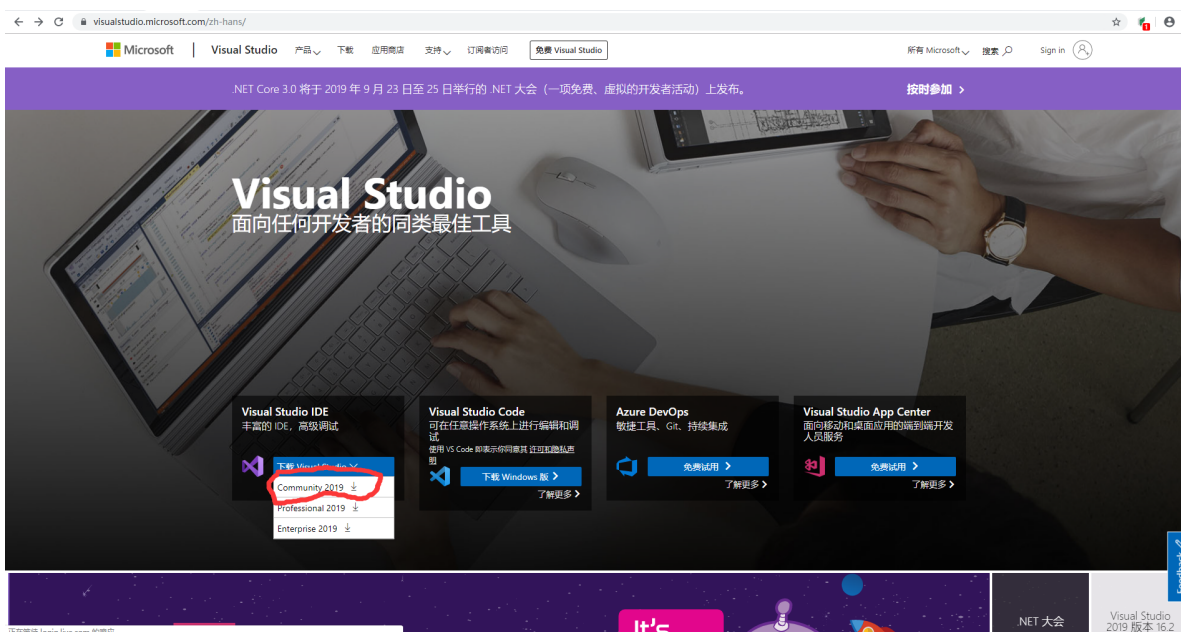 visualstudio.microsoft.com/zh-hans/
1
Microsoft
Visual Studio 产品 下载 应用商店 支持 订阅者访问 免费 Visual Studio 所有 Microsoft 搜索 Sign in
.NET Core 3.0 将于 2019 年 9 月 23 日至 25 日举行的 .NET 大会（一项免费、虚拟的开发者活动）上发布。 按时参加
Visual Studio
面向任何开发者的同类最佳工具
Visual Studio IDE
丰富的 IDE，高级调试
下载 Visual Studio
Community 2019
Professional 2019
Enterprise 2019
Visual Studio Code
可在任意操作系统上进行编辑和调
试
使用 VS Code 即表示你同意其 许可和隐私声
明
下载 Windows 版
了解更多
Azure DevOps
敏捷工具、Git、持续集成
免费试用
了解更多
Visual Studio App Center
面向移动和桌面应用的端到端开发
人员服务
免费试用
了解更多
Feedback
It's
.NET 大会
Visual Studio
2019 版本 16.2